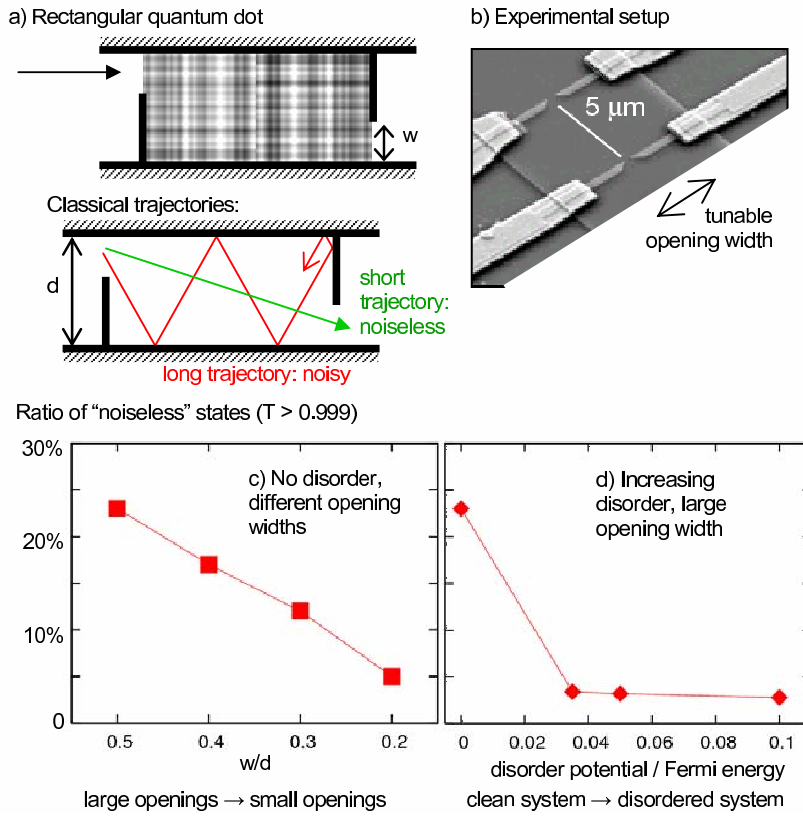 a) Rectangular quantum dot
w
Classical trajectories:
d
short
trajectory:
noiseless
long trajectory: noisy
b) Experimental setup
5 μm
tunable
opening width
Ratio of “noiseless” states (T > 0.999)
30%
20%
10%
0
c) No disorder,
different opening
widths
0.5 0.4 0.3 0.2
w/d
large openings → small openings
d) Increasing
disorder, large
opening width
0 0.02 0.04 0.06 0.08 0.1
disorder potential / Fermi energy
clean system → disordered system